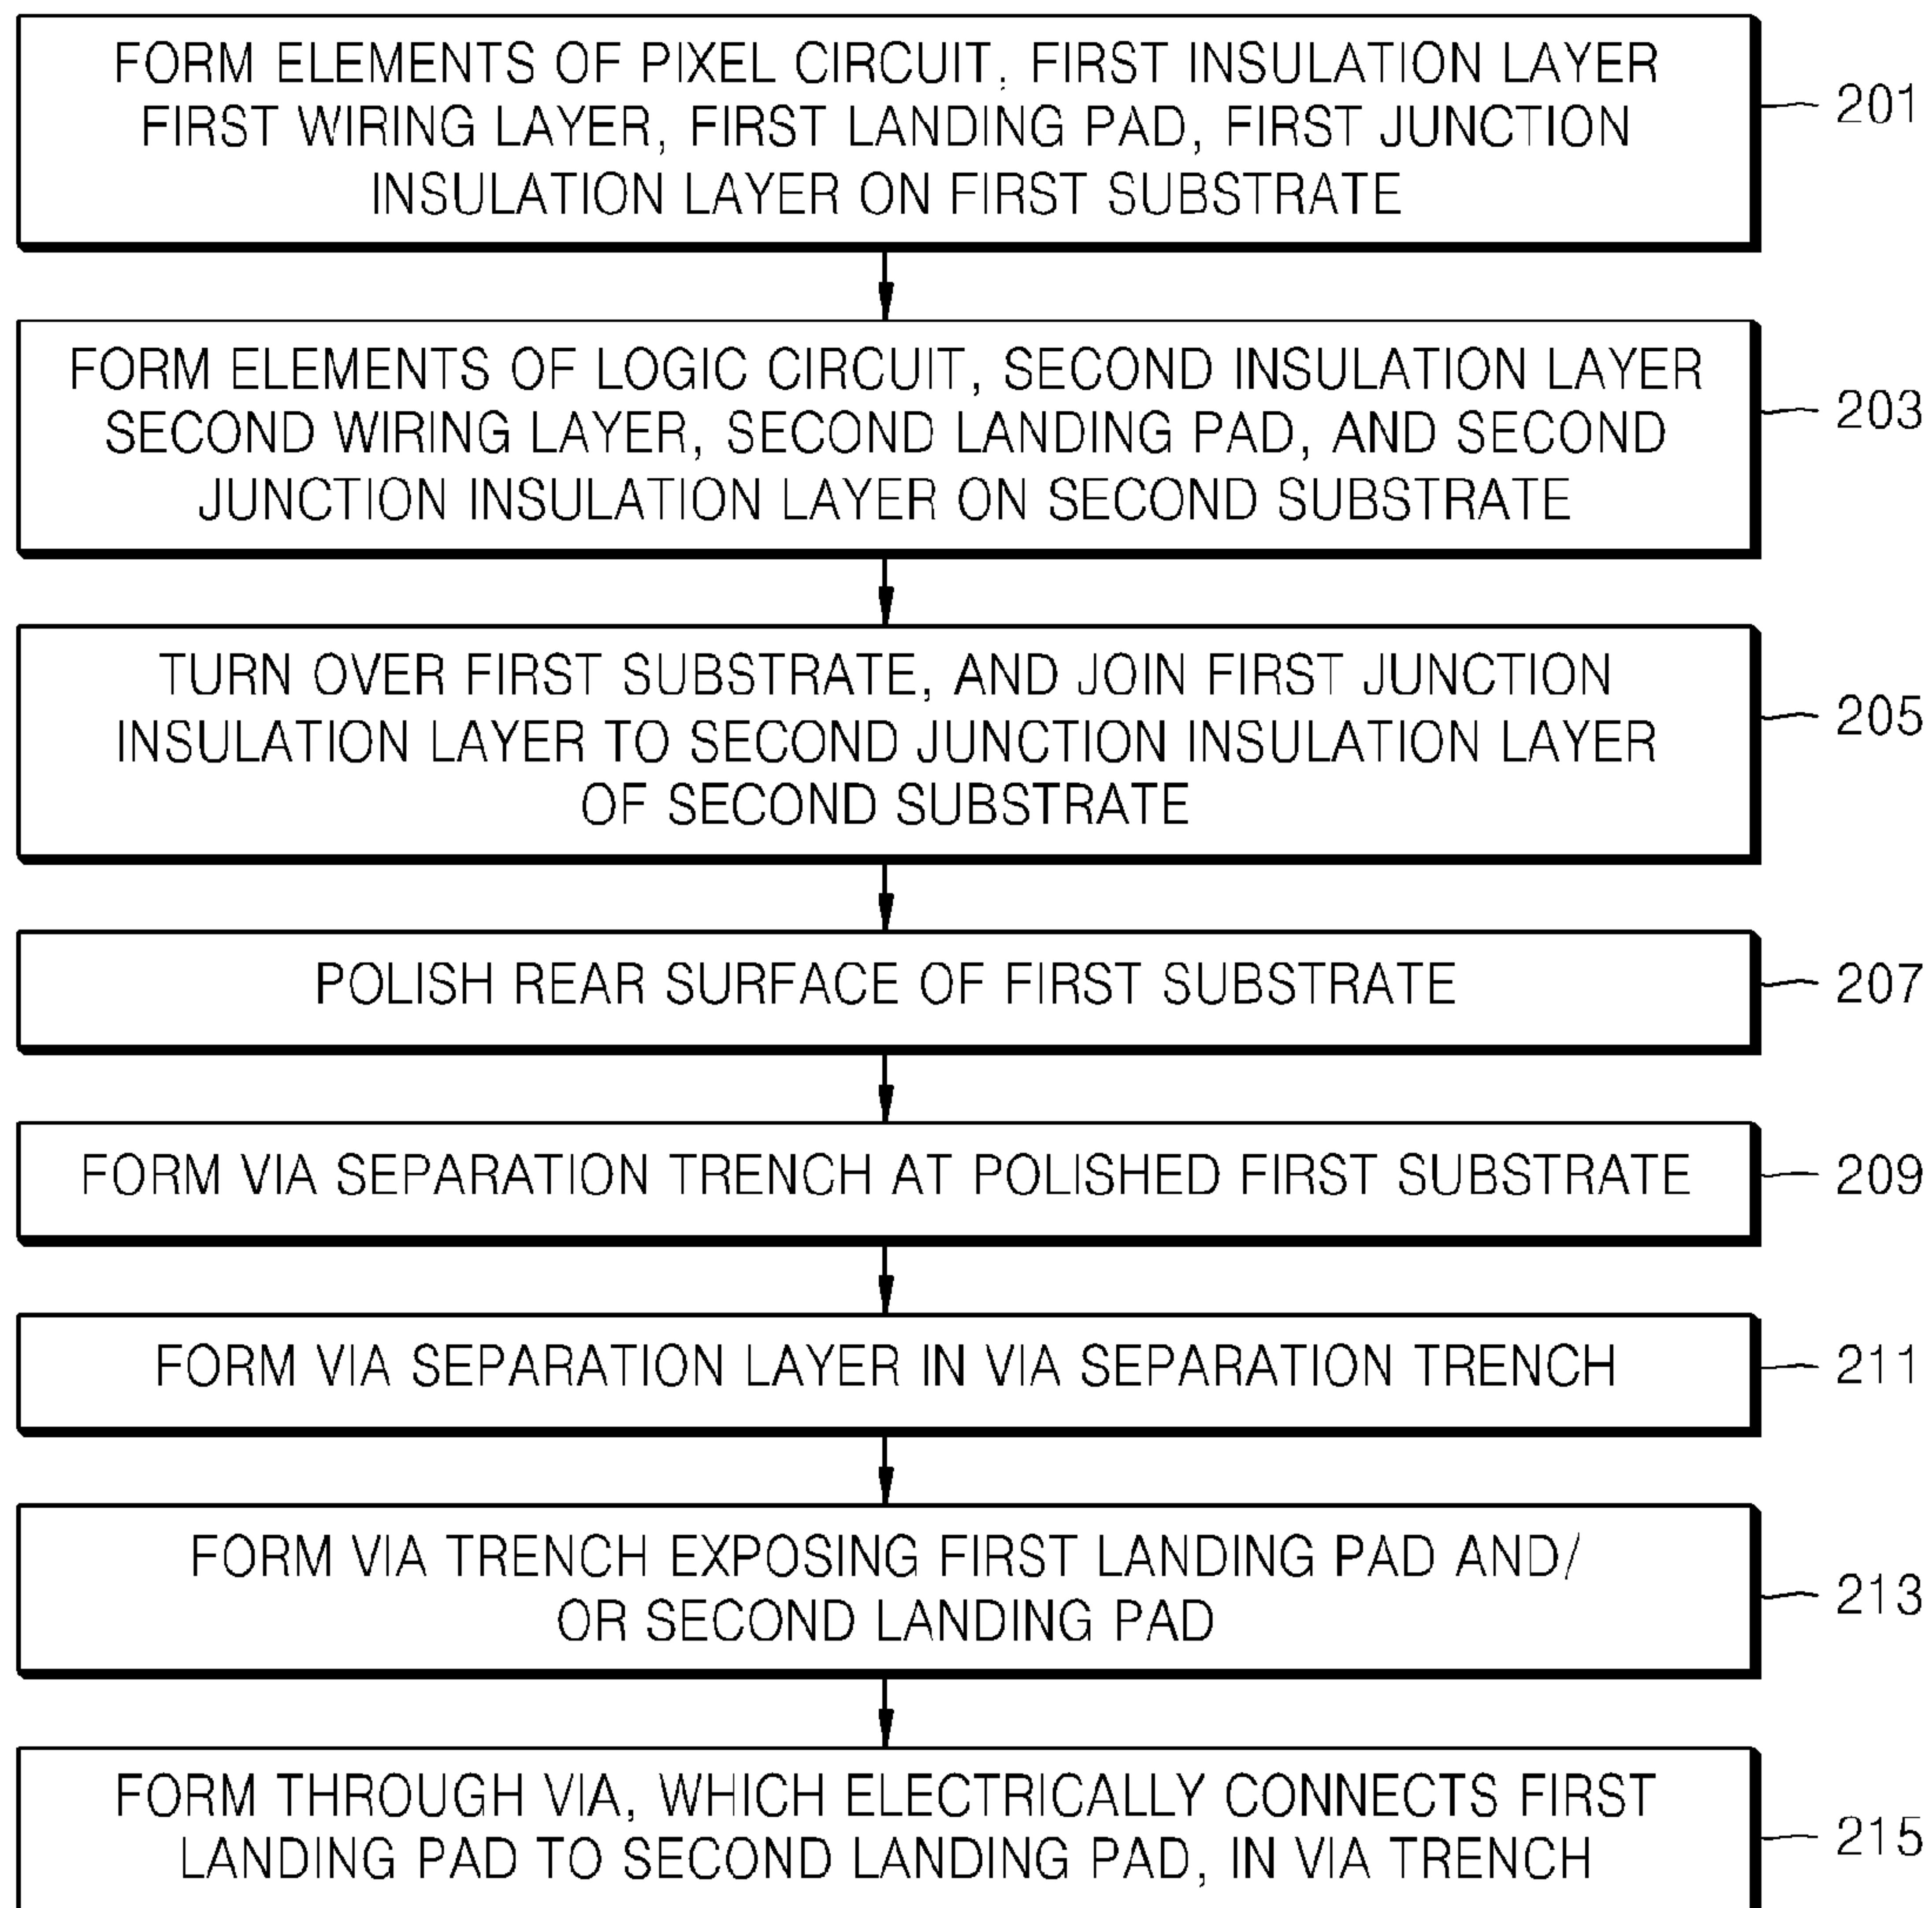 FORM ELEMENTS OF PIXEL CIRCUIT, FIRST INSULATION LAYER
FIRST WIRING LAYER, FIRST LANDING PAD, FIRST JUNCTION
INSULATION LAYER ON FIRST SUBSTRATE
201
FORM ELEMENTS OF LOGIC CIRCUIT, SECOND INSULATION LAYER
SECOND WIRING LAYER, SECOND LANDING PAD, AND SECOND
JUNCTION INSULATION LAYER ON SECOND SUBSTRATE
203
TURN OVER FIRST SUBSTRATE, AND JOIN FIRST JUNCTION
INSULATION LAYER TO SECOND JUNCTION INSULATION LAYER
OF SECOND SUBSTRATE
205
POLISH REAR SURFACE OF FIRST SUBSTRATE
207
FORM VIA SEPARATION TRENCH AT POLISHED FIRST SUBSTRATE
209
FORM VIA SEPARATION LAYER IN VIA SEPARATION TRENCH
211
FORM VIA TRENCH EXPOSING FIRST LANDING PAD AND/
OR SECOND LANDING PAD
213
FORM THROUGH VIA, WHICH ELECTRICALLY CONNECTS FIRST
LANDING PAD TO SECOND LANDING PAD, IN VIA TRENCH
215